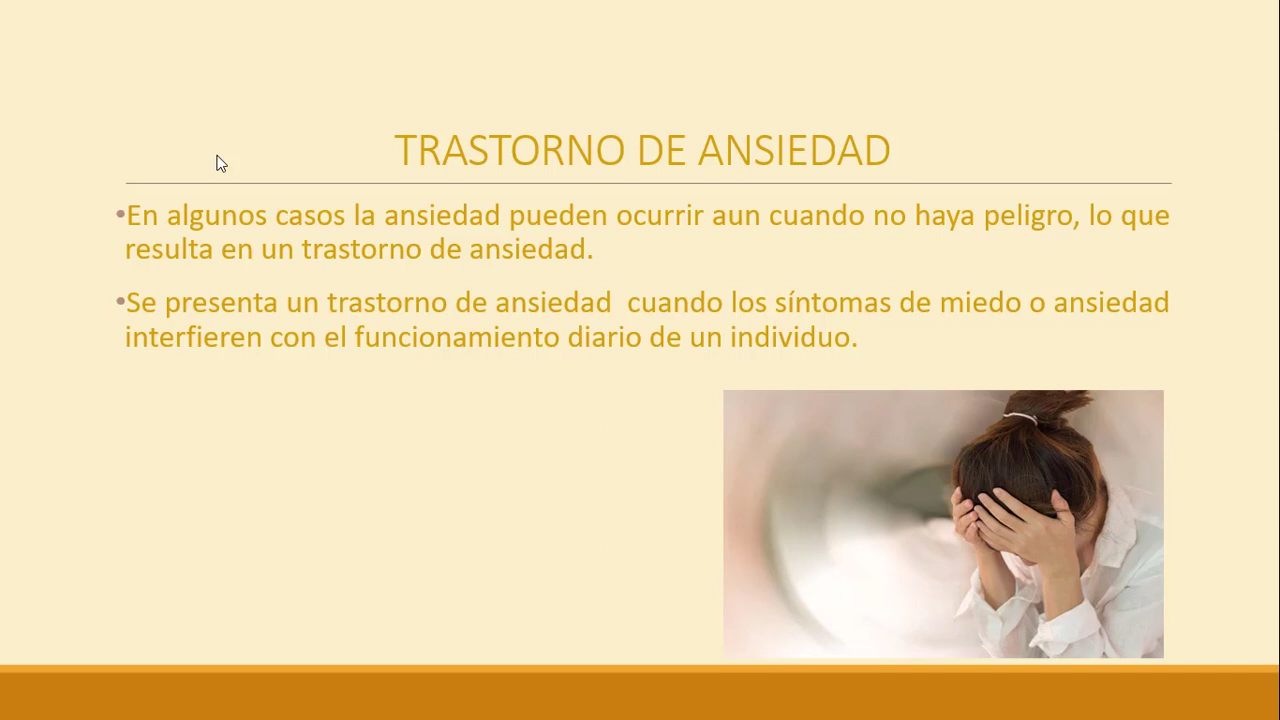 TRASTORNO DE ANSIEDAD
•En algunos casos la ansiedad pueden ocurrir aun cuando no haya peligro, lo que
resulta en un trastorno de ansiedad.
•Se presenta un trastorno de ansiedad  cuando los síntomas de miedo o ansiedad
interfieren con el funcionamiento diario de un individuo.